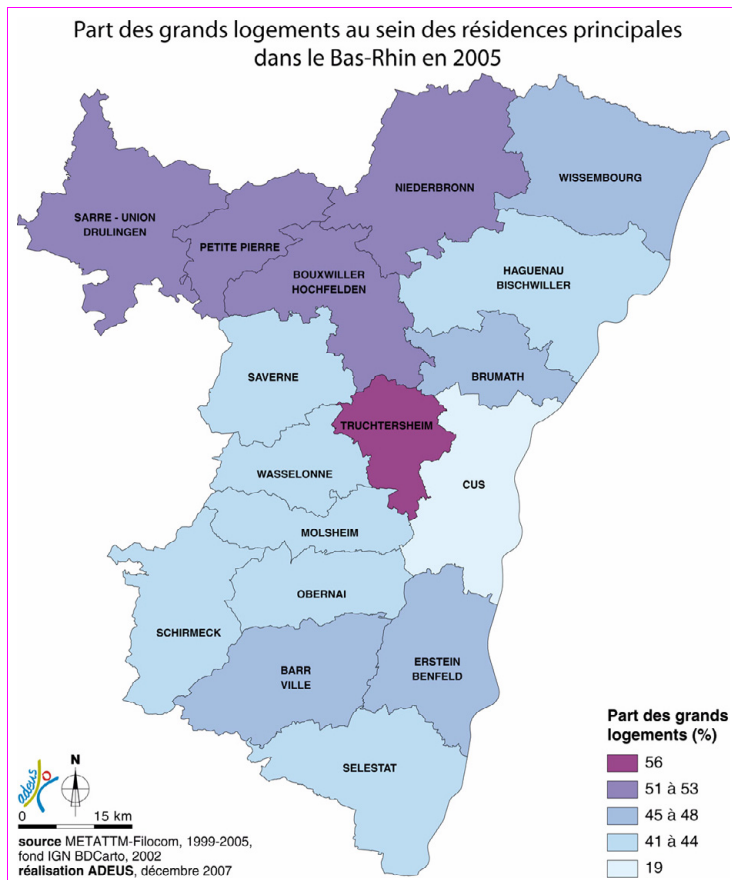 Part des grands logements au sein des résidences principales
dans le Bas-Rhin en 2005
NIEDERBRONN
WISSEMBOURG
SARRE - UNION
DRULINGEN
PETITE PIERRE
BOUXWILLER
HOCHFELDEN
HAGUENAU
BISCHWILLER
SAVERNE
BRUMATH
TRUCHTERSHEIM
WASSELONNE
CUS
MOLSHEIM
OBERNAI
SCHIRMECK
BARR
VILLE
ERSTEIN
BENFELD
SELESTAT
Part des grands
logements (%)
56
51 à 53
45 à 48
41 à 44
19
adeus
N
0 15 km
source METATTM-Filocom, 1999-2005,
fond IGN BDCarto, 2002
réalisation ADEUS, décembre 2007